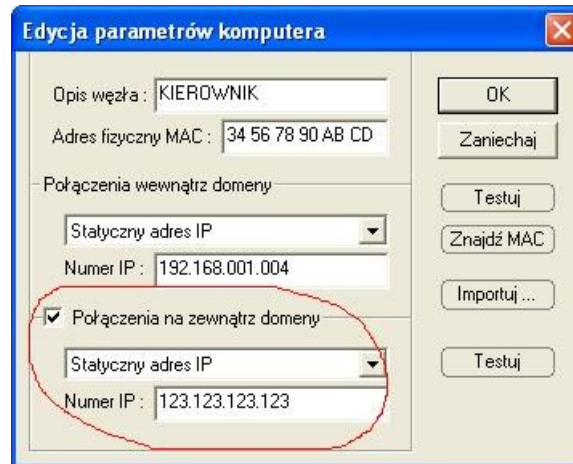 Edycja parametrów komputera
Opis węzła : KIEROWNIK
OK
Adres fizyczny MAC : 34 56 78 90 AB CD
Zaniechaj
Połączenia wewnątrz domeny
Testuj
Statyczny adres IP
Znajdź MAC
Numer IP : 192.168.001.004
Importuj ...
Połączenia na zewnątrz domeny
Statyczny adres IP
Testuj
Numer IP : 123.123.123.123